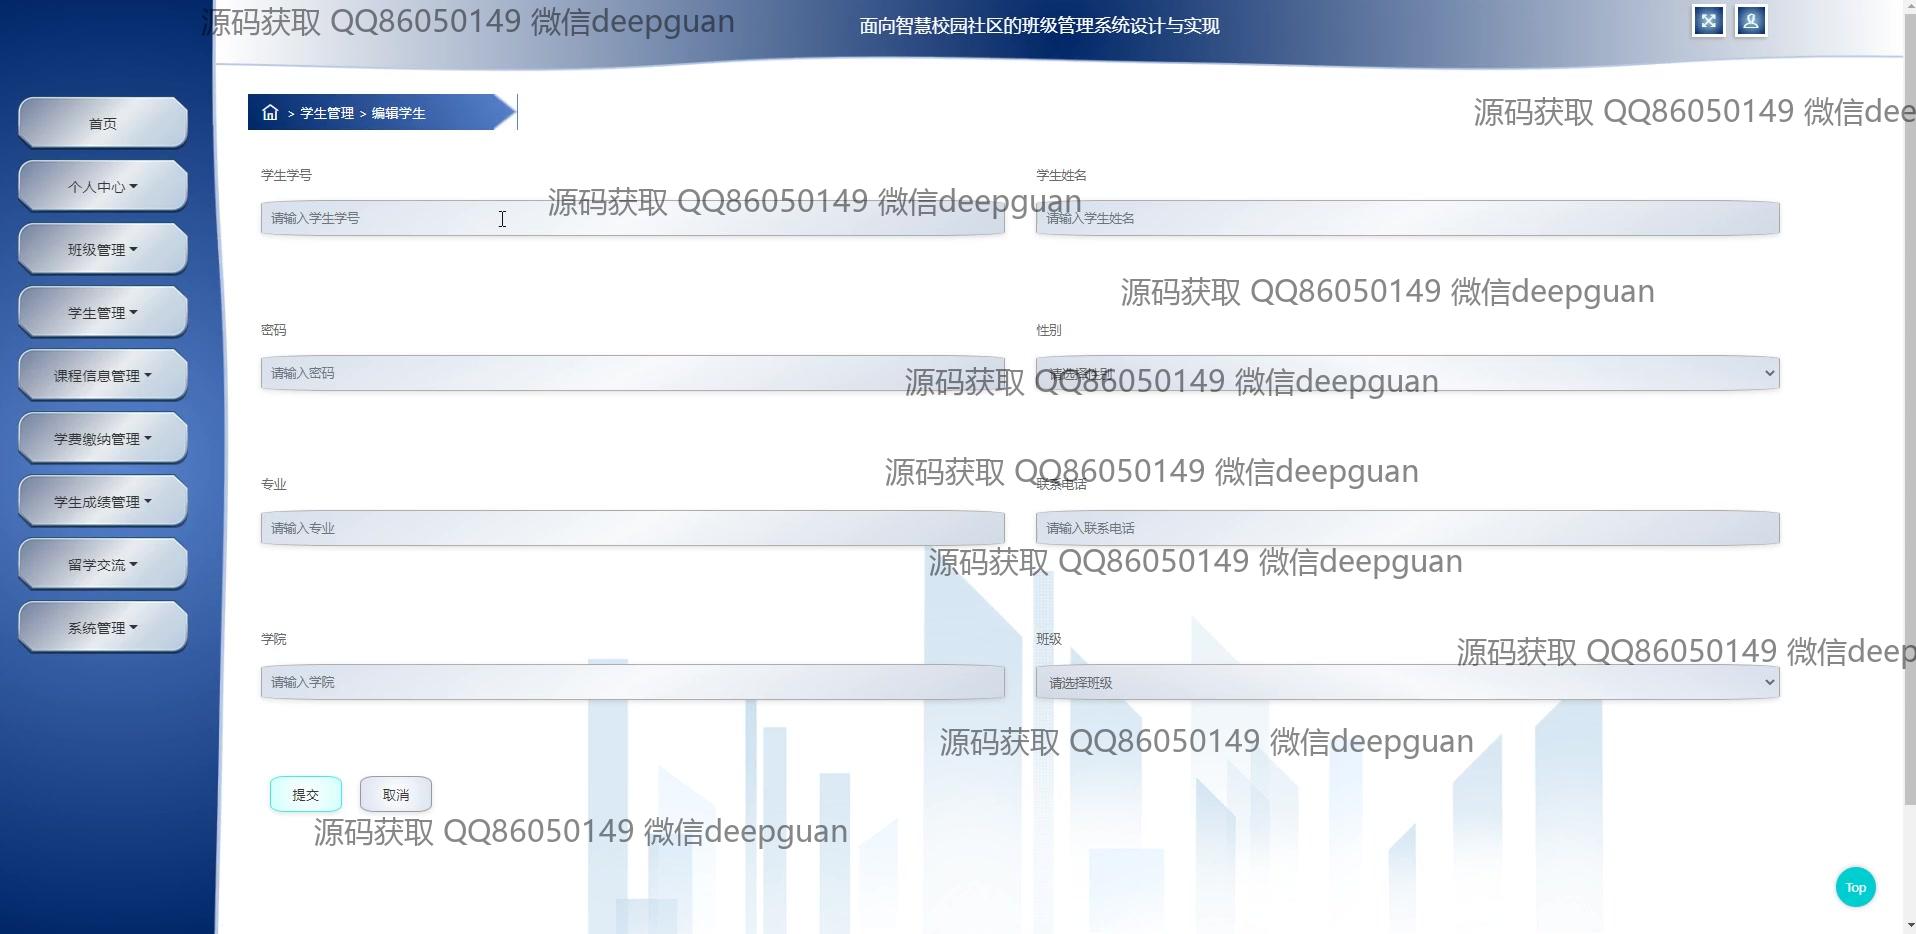 源码获取 QQ86050149 微信deepguan
面向智慧校园社区的班级管理系统设计与实现
> 学生管理 > 编辑学生
源码获取 QQ86050149 微信dee
首页
个人中心
班级管理
学生管理
课程信息管理
学费缴纳管理
学生成绩管理
留学交流
系统管理
学生学号
学生姓名
源码获取 QQ86050149 微信deepguan
请输入学生学号
请输入学生姓名
源码获取 QQ86050149 微信deepguan
密码
性别
请输入密码
请选择性别
源码获取 QQ86050149 微信deepguan
源码获取 QQ86050149 微信deepguan
专业
联系电话
请输入专业
请输入联系电话
源码获取 QQ86050149 微信deepguan
学院
班级
源码获取 QQ86050149 微信deep
请输入学院
请选择班级
源码获取 QQ86050149 微信deepguan
提交
取消
源码获取 QQ86050149 微信deepguan
Top